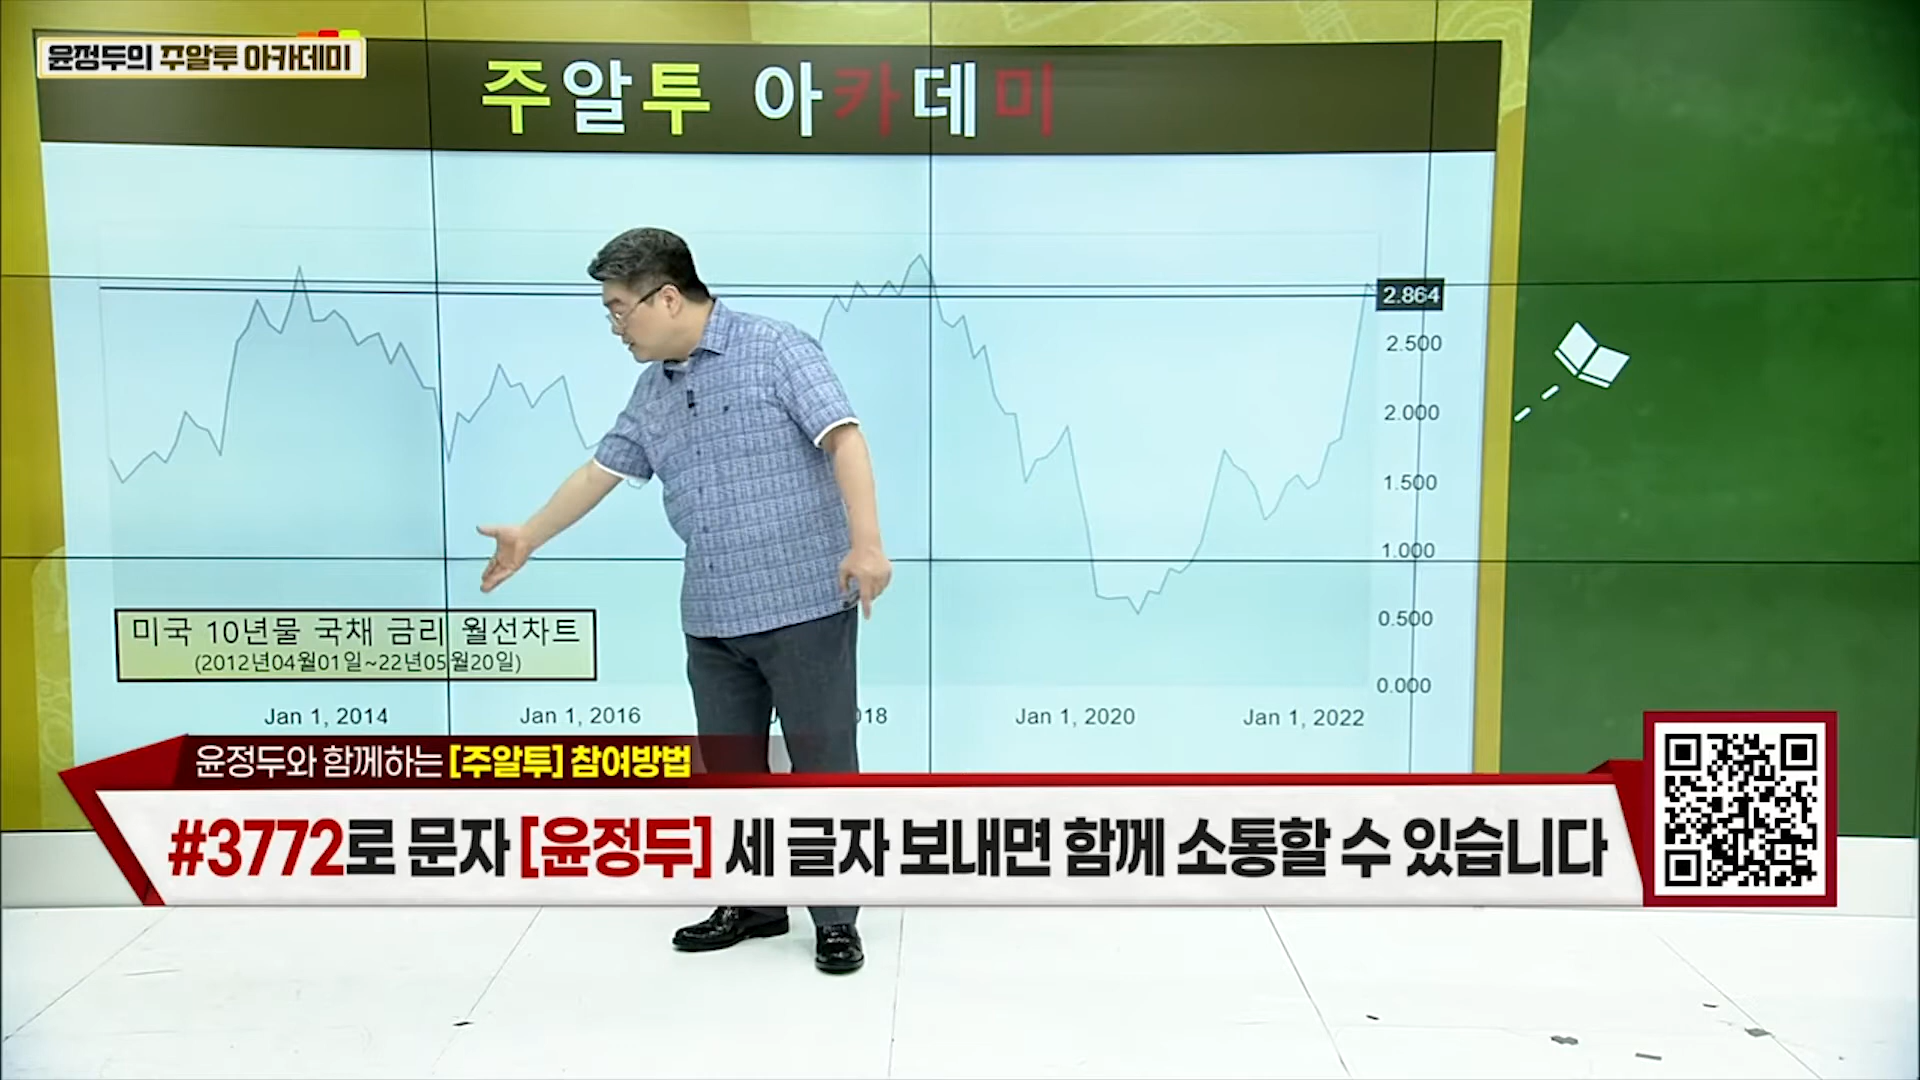 윤정두의 주알투 아카데미
주알투 아카데미
2.864
2.500
2.000
1.500
1.000
0.500
0.000
미국 10년물 국채 금리 월선차트
(2012년04월01일~22년05월20일)
Jan 1, 2014
Jan 1, 2016
18
Jan 1, 2020
Jan 1, 2022
윤정두와 함께하는 [주알투] 참여방법
#3772로 문자 [윤정두] 세 글자 보내면 함께 소통할 수 있습니다